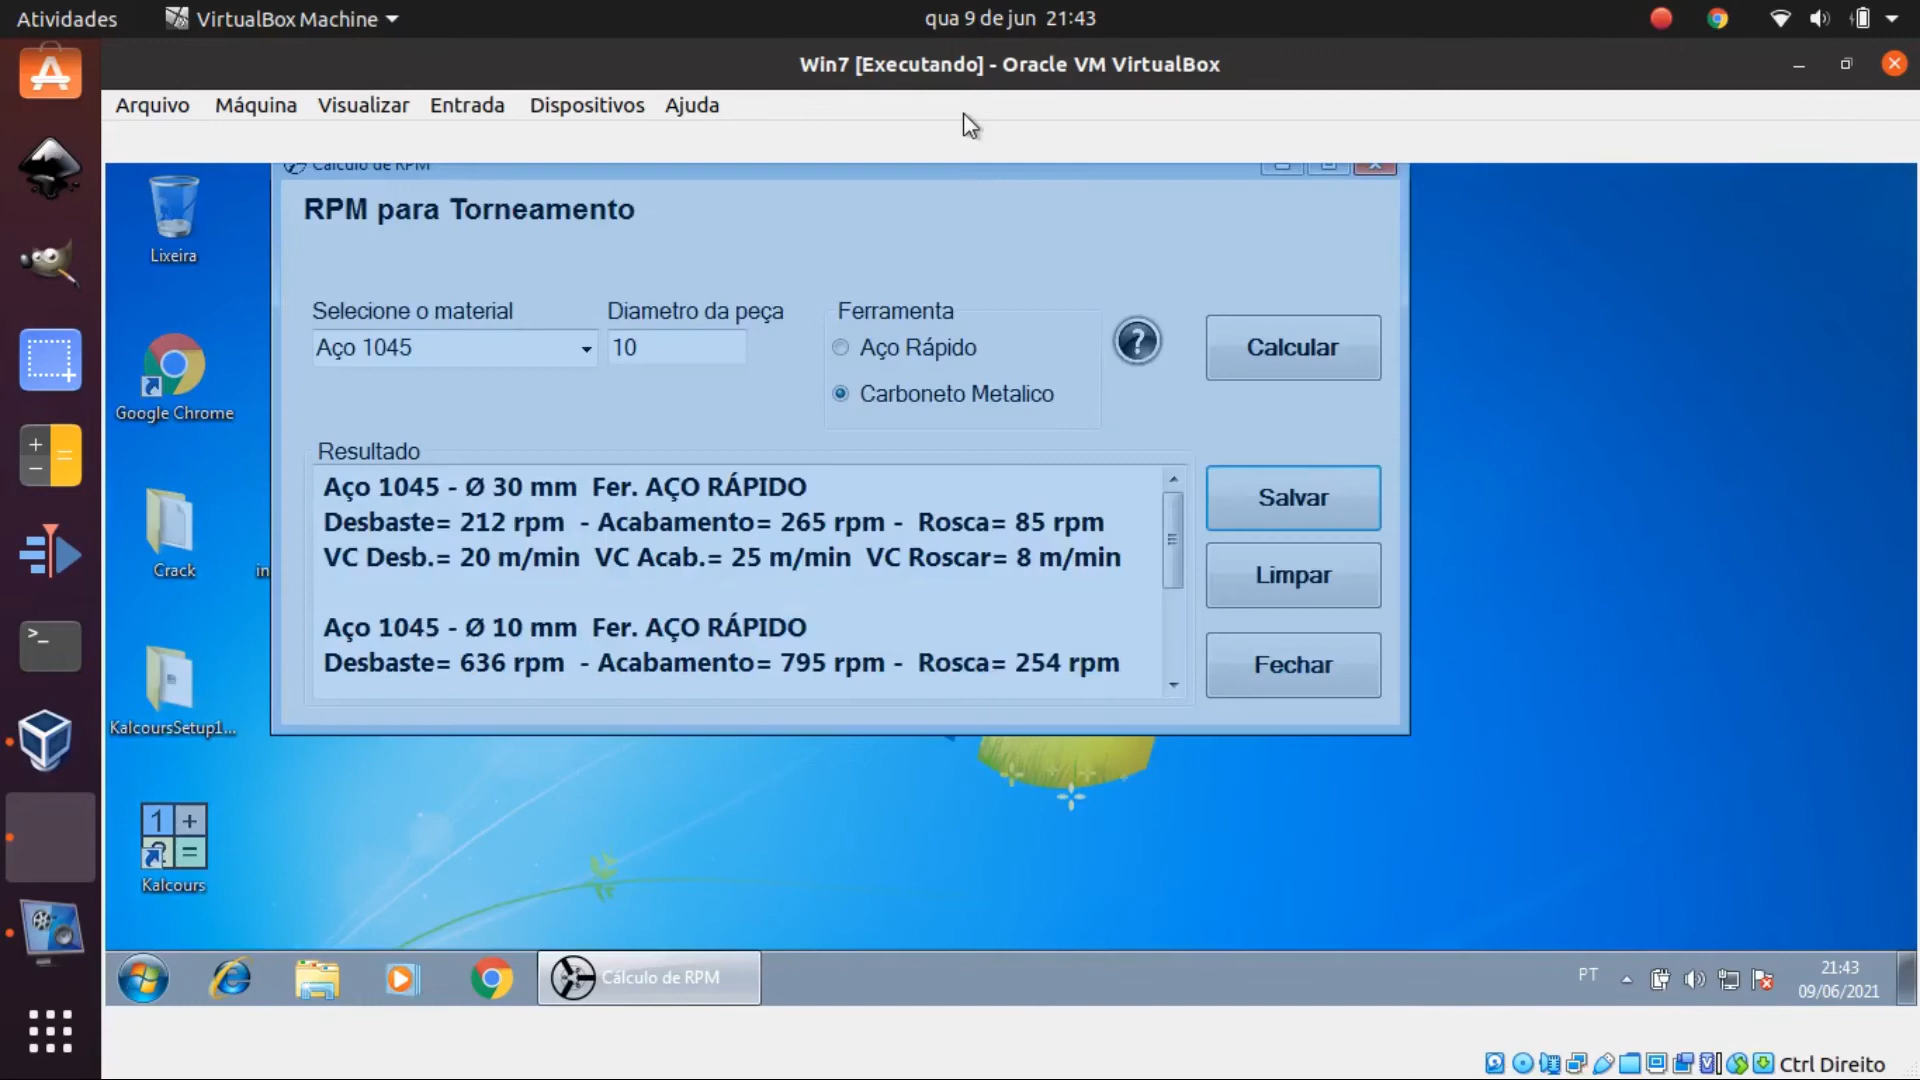 Atividades
VirtualBox Machine
qua 9 de jun 21:43
Win7 [Executando] - Oracle VM VirtualBox
Arquivo Máquina Visualizar Entrada Dispositivos Ajuda
Cálculo de RPM
RPM para Torneamento
Selecione o material
Diametro da peça
Ferramenta
Aço 1045
10
Aço Rápido
Carboneto Metalico
?
Calcular
Resultado
Aço 1045 - Ø 30 mm Fer. AÇO RÁPIDO
Desbaste= 212 rpm - Acabamento= 265 rpm - Rosca= 85 rpm
VC Desb.= 20 m/min VC Acab.= 25 m/min VC Roscar= 8 m/min
Aço 1045 - Ø 10 mm Fer. AÇO RÁPIDO
Desbaste= 636 rpm - Acabamento= 795 rpm - Rosca= 254 rpm
Salvar
Limpar
Fechar
Lixeira
Google Chrome
Crack
in
KalcoursSetup1...
Kalcours
Cálculo de RPM
PT
21:43
09/06/2021
Ctrl Direito